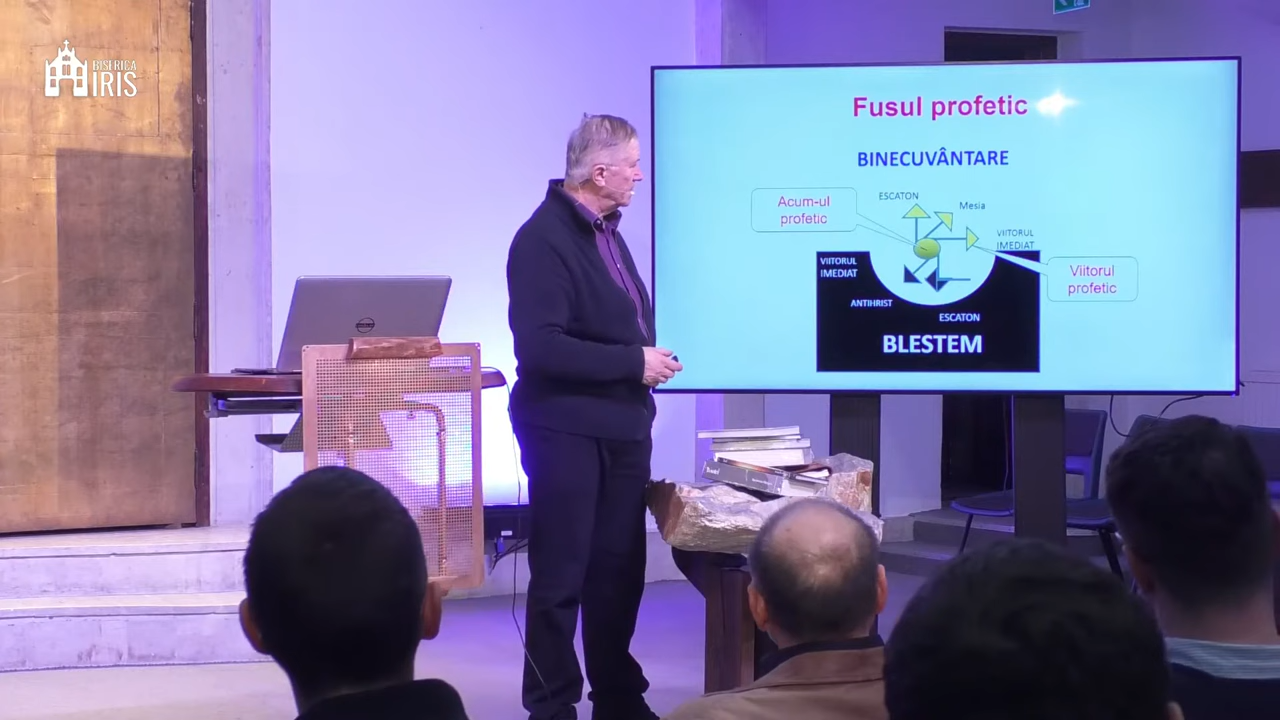 BISERICA
IRIS
Fusul profetic
BINECUVÂNTARE
ESCATON
Mesia
Acum-ul
profetic
VIITORUL
IMEDIAT
VIITORUL
IMEDIAT
Viitorul
profetic
ANTIHRIST
ESCATON
BLESTEM